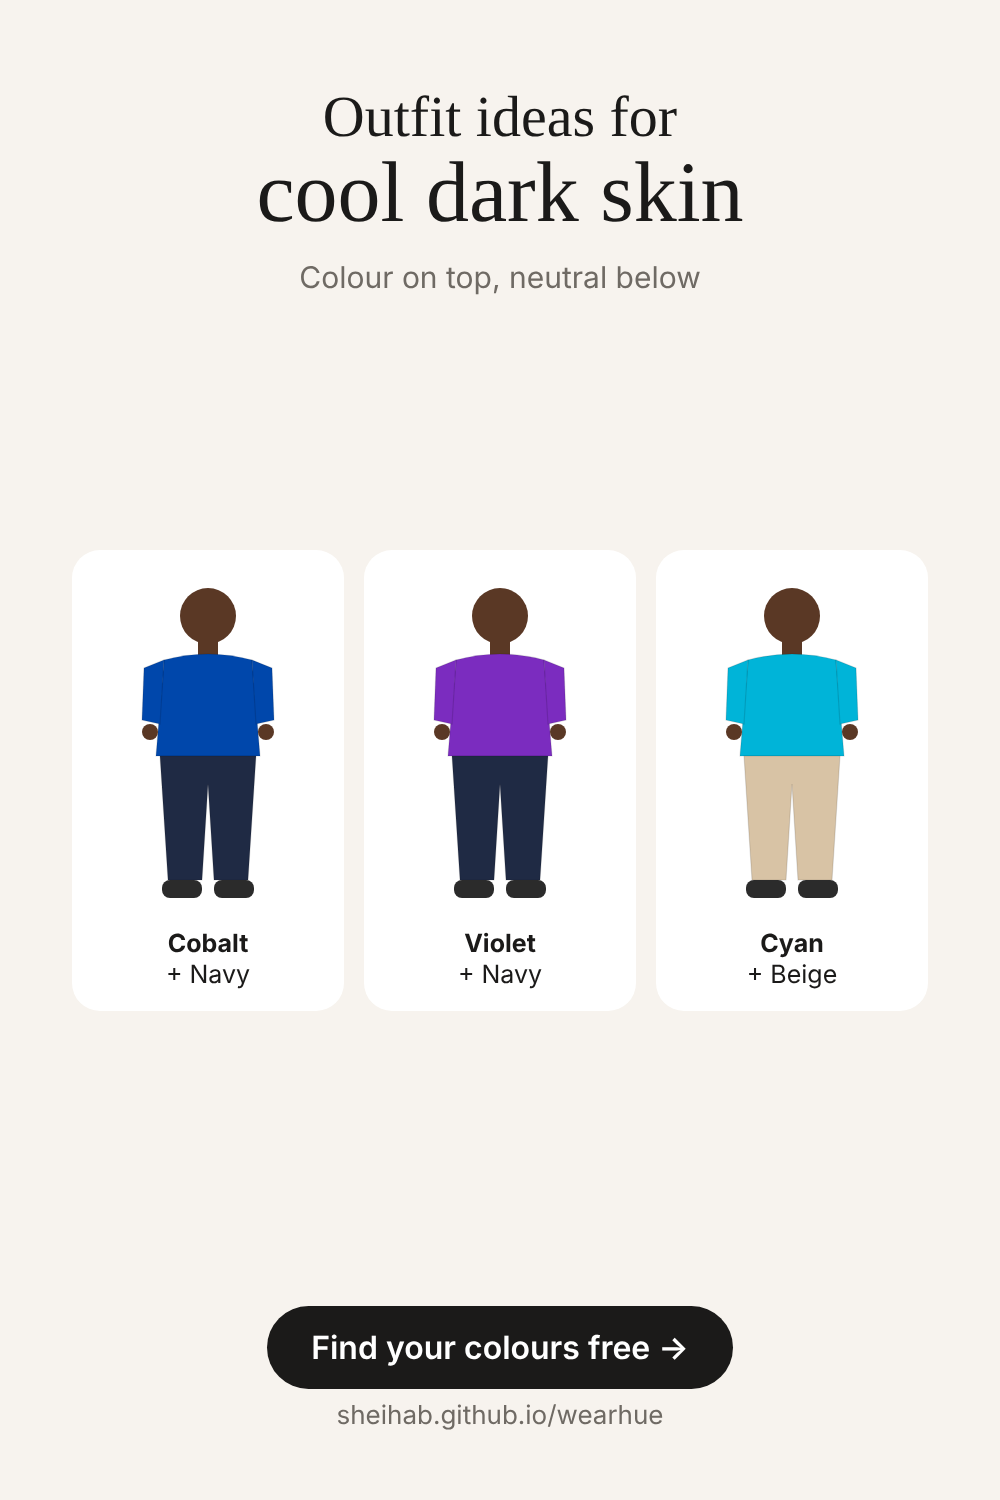 Outfit ideas for
cool dark skin
Colour on top, neutral below
Cobalt
+ Navy
Violet
+ Navy
Cyan
+ Beige
Find your colours free →
sheihab.github.io/wearhue